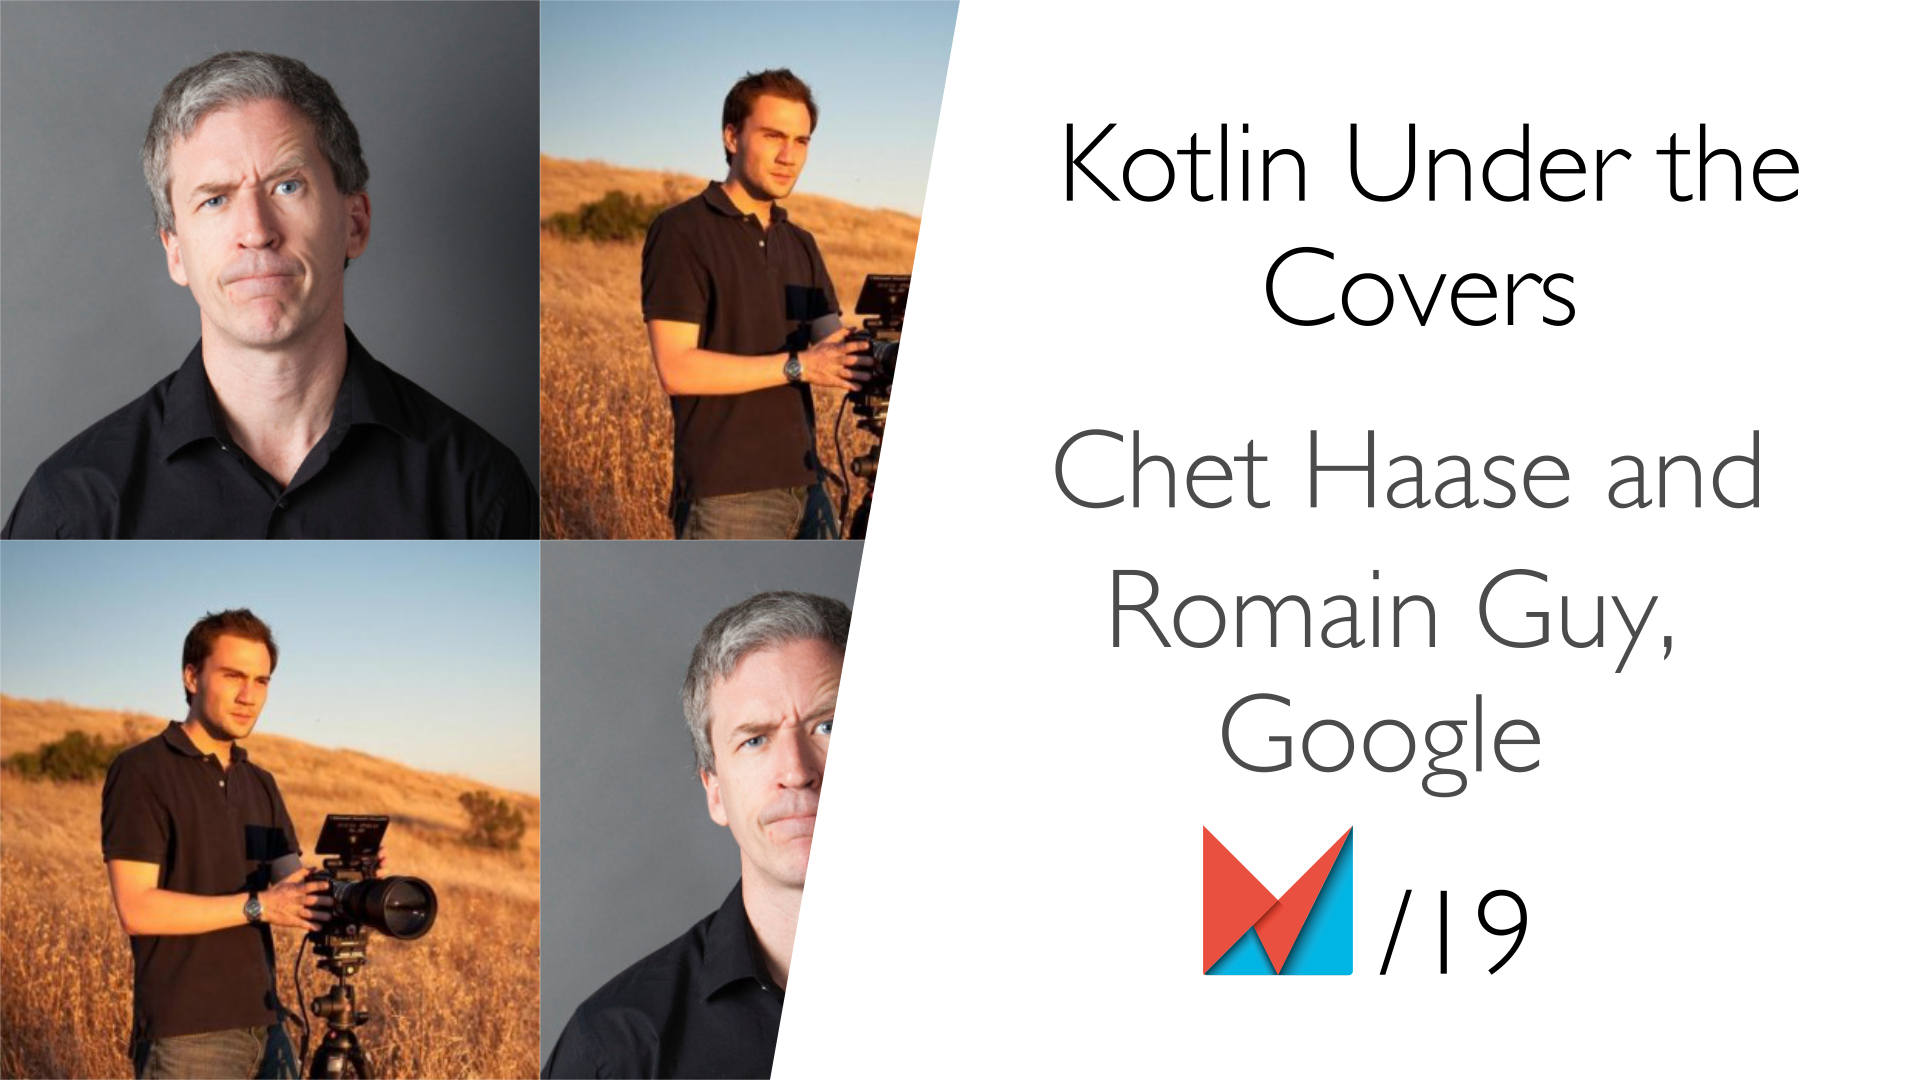 Kotlin Under the
Covers
Chet Haase and
Romain Guy,
Google
/19